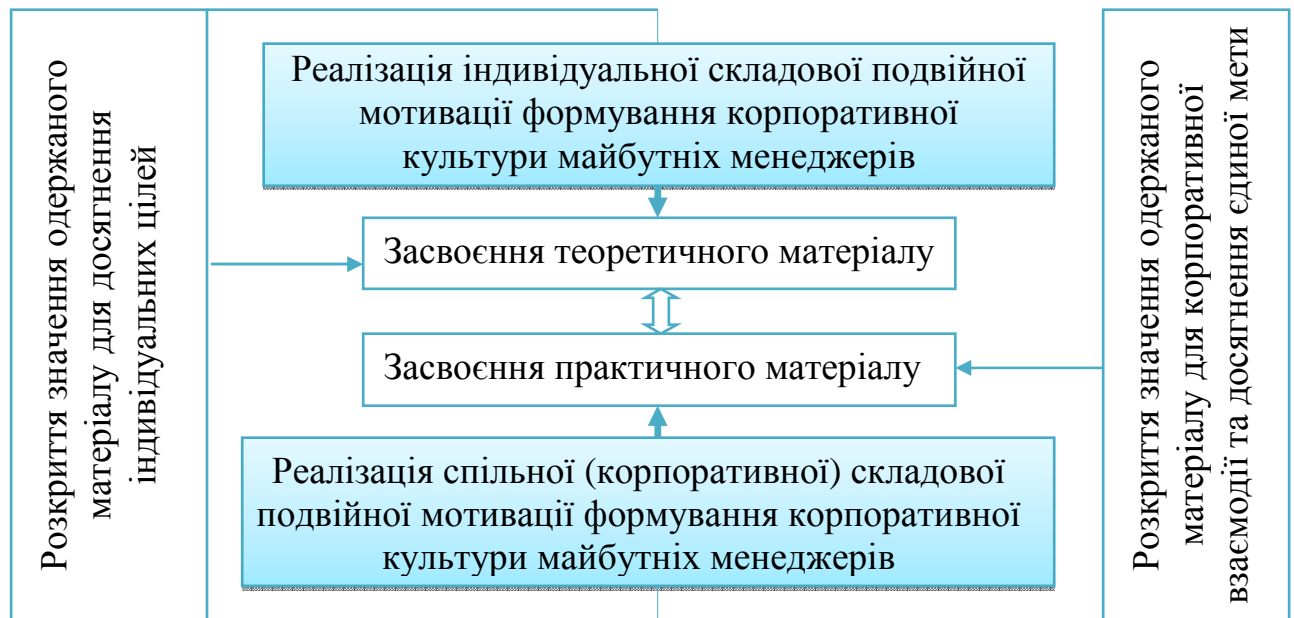 Розкриття значення одержаного
матеріалу для досягнення
індивідуальних цілей
Реалізація індивідуальної складової подвійної
мотивації формування корпоративної
культури майбутніх менеджерів
Засвоєння теоретичного матеріалу
Засвоєння практичного матеріалу
Реалізація спільної (корпоративної) складової
подвійної мотивації формування корпоративної
культури майбутніх менеджерів
Розкриття значення одержаного
матеріалу для корпоративної
взаємодії та досягнення єдиної мети